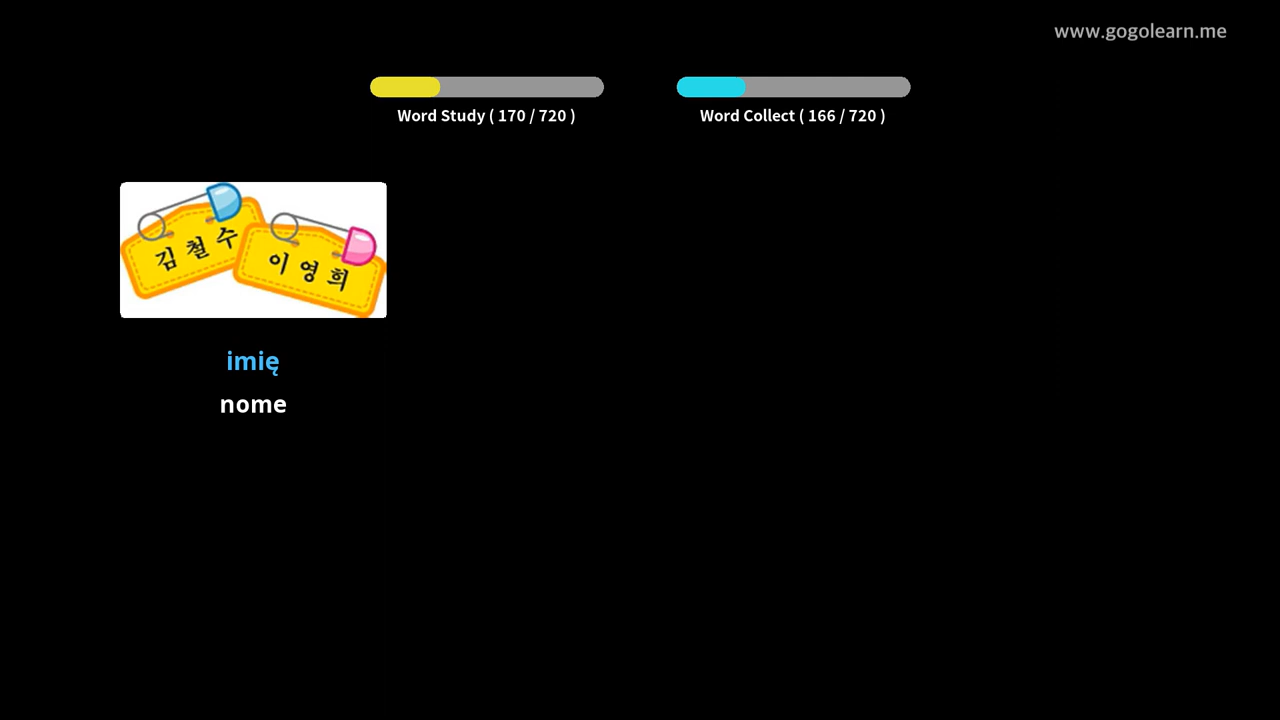 www.gogolearn.me
Word Study ( 170 / 720 )
Word Collect ( 166 / 720 )
김철수
이영희
imię
nome